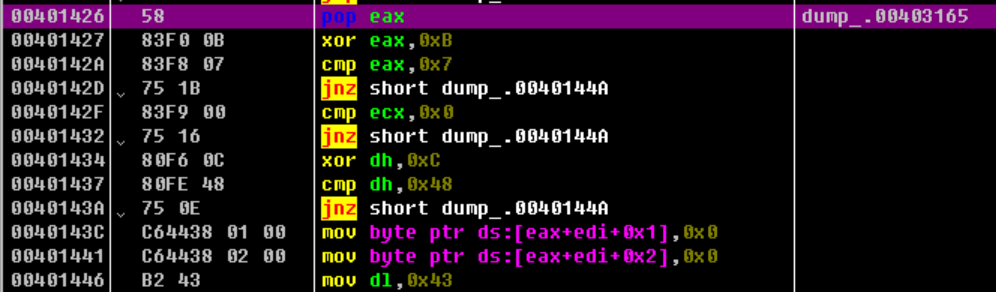 00401426 58 pop eax dump_.00403165
00401427 83F0 0B xor eax,0xB
0040142A 83F8 07 cmp eax,0x7
0040142D 75 1B jnz short dump_.0040144A
0040142F 83F9 00 cmp ecx,0x0
00401432 75 16 jnz short dump_.0040144A
00401434 80F6 0C xor dh,0xC
00401437 80FE 48 cmp dh,0x48
0040143A 75 0E jnz short dump_.0040144A
0040143C C64438 01 00 mov byte ptr ds:[eax+edi+0x1],0x0
00401441 C64438 02 00 mov byte ptr ds:[eax+edi+0x2],0x0
00401446 B2 43 mov dl,0x43